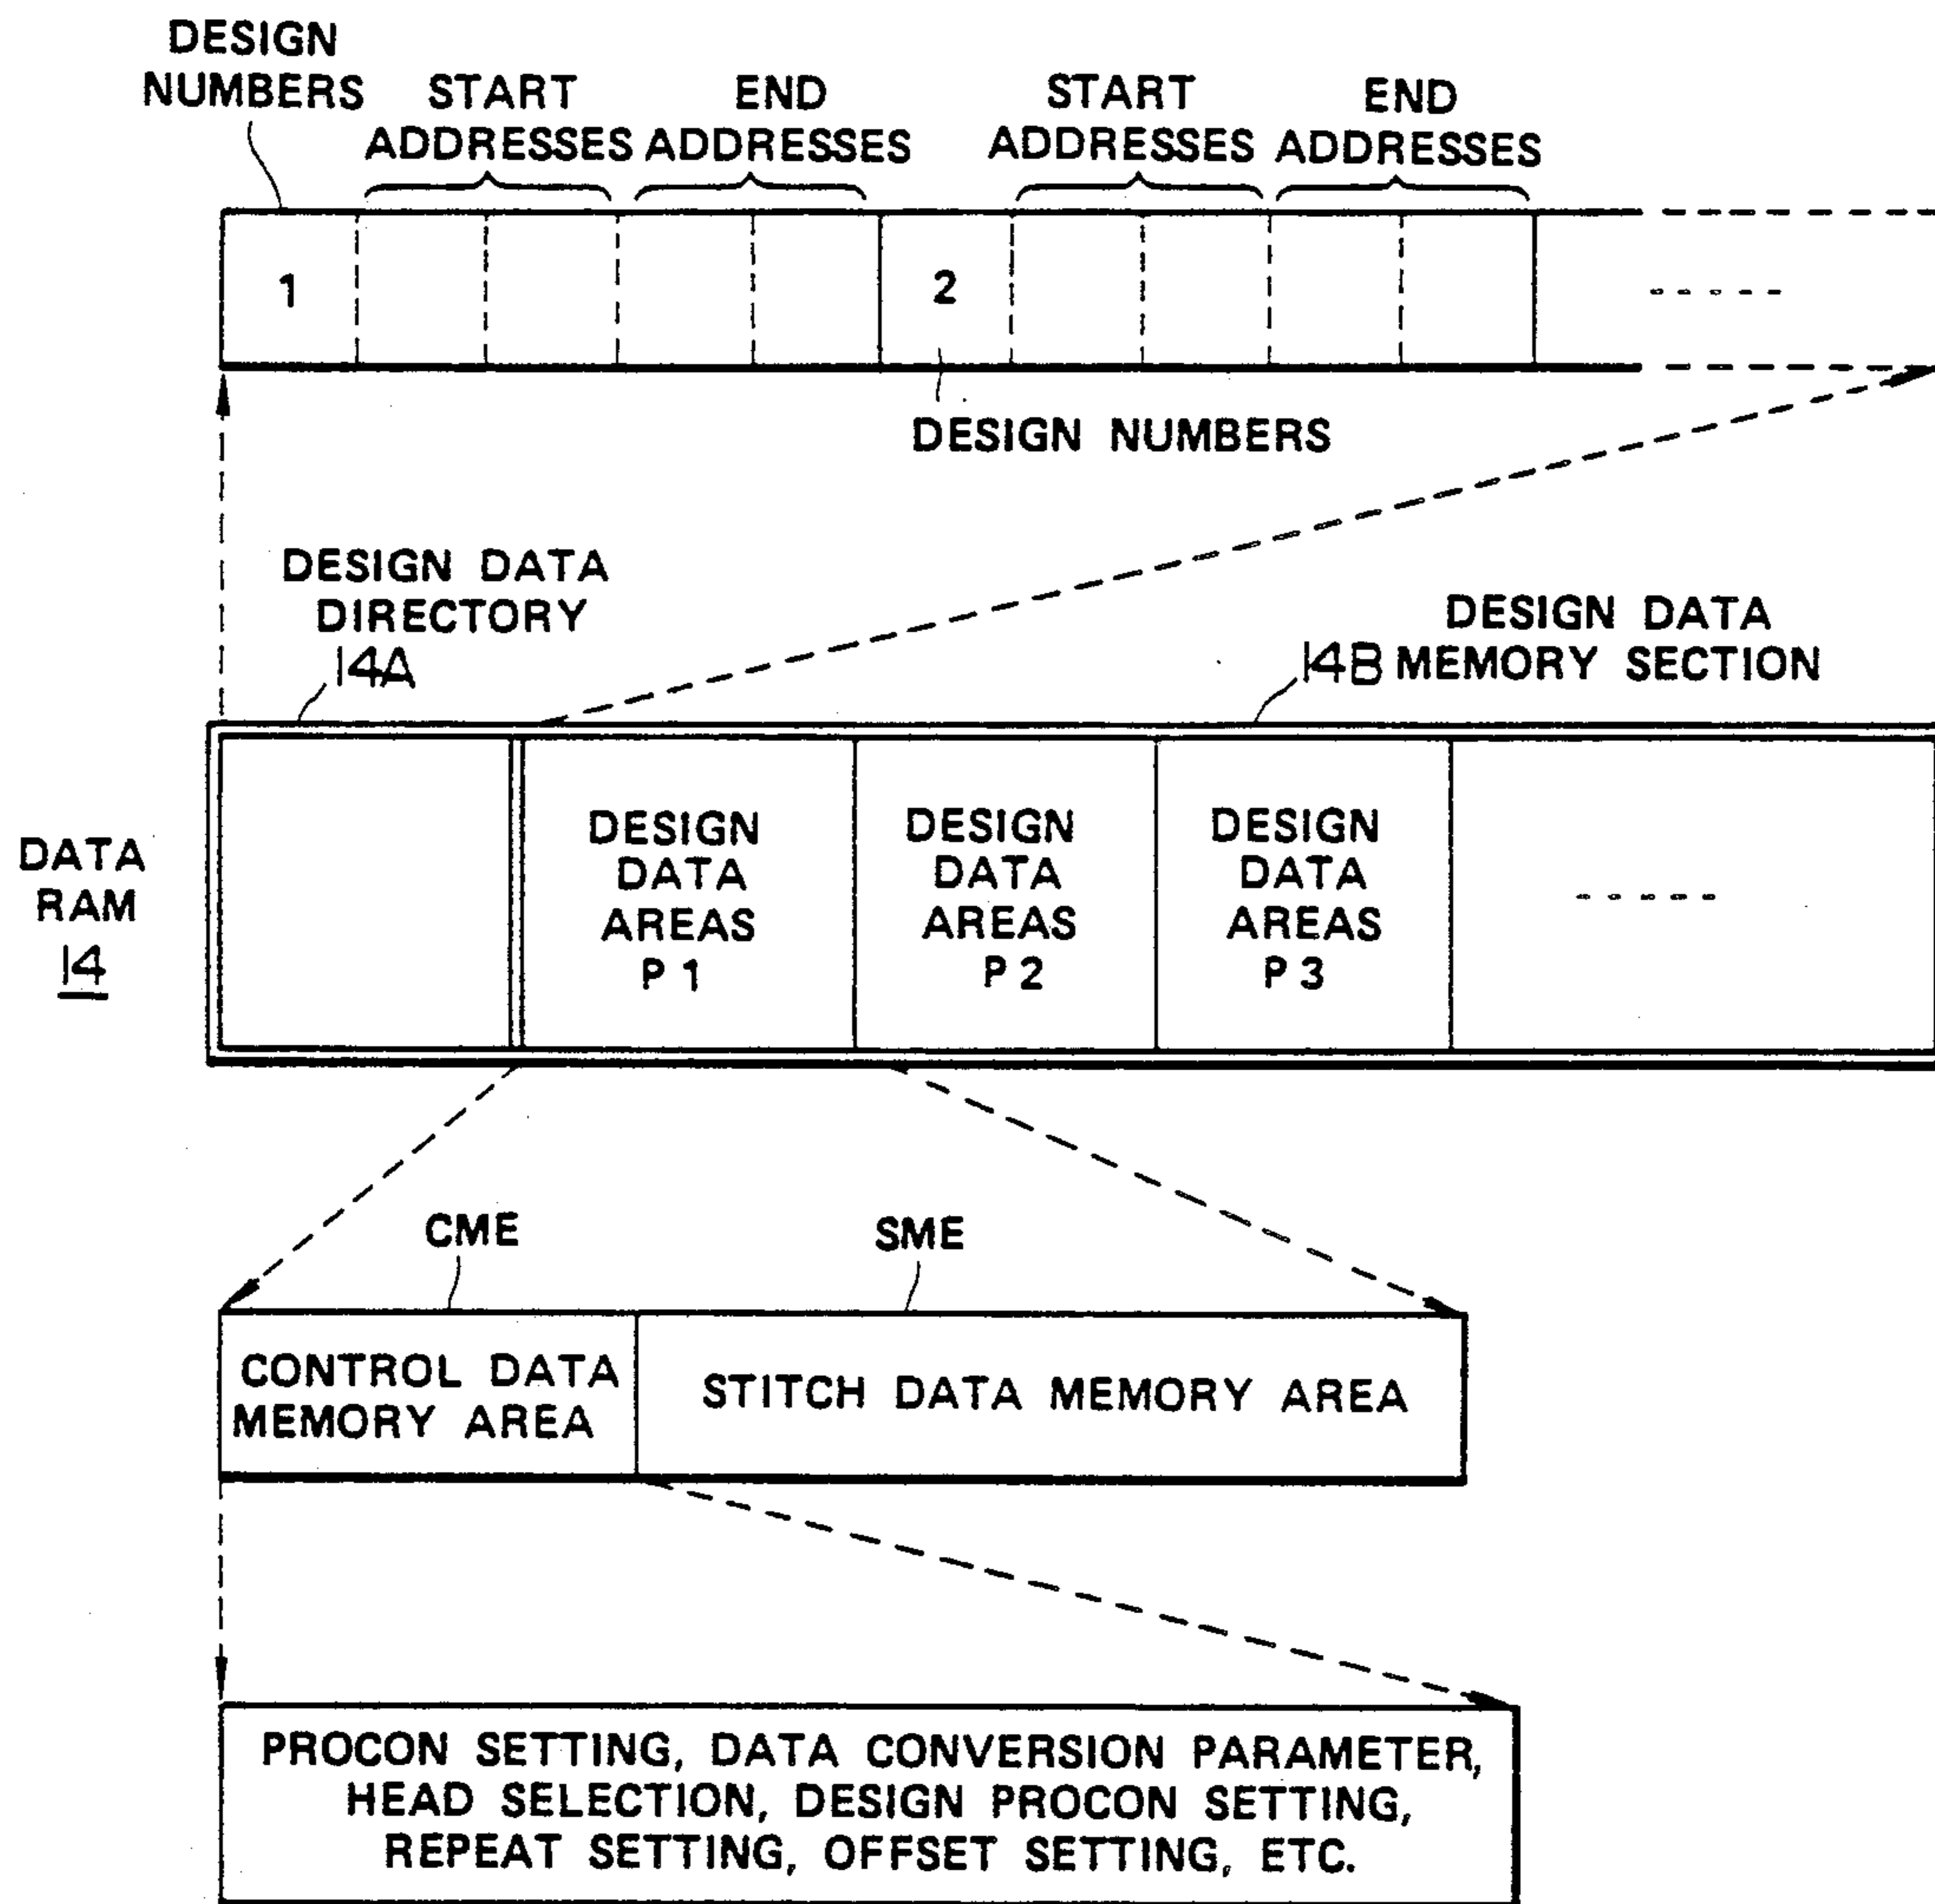 DESIGN
NUMBERS
START
ADDRESSES
END
ADDRESSES
START
ADDRESSES
END
ADDRESSES
1
2
-----
DESIGN NUMBERS
DESIGN DATA
DIRECTORY
14A
DESIGN DATA
14B MEMORY SECTION
DATA
RAM
14
DESIGN
DATA
AREAS
P1
DESIGN
DATA
AREAS
P2
DESIGN
DATA
AREAS
P3
-----
CME
SME
CONTROL DATA
MEMORY AREA
STITCH DATA MEMORY AREA
PROCON SETTING, DATA CONVERSION PARAMETER,
HEAD SELECTION, DESIGN PROCON SETTING,
REPEAT SETTING, OFFSET SETTING, ETC.